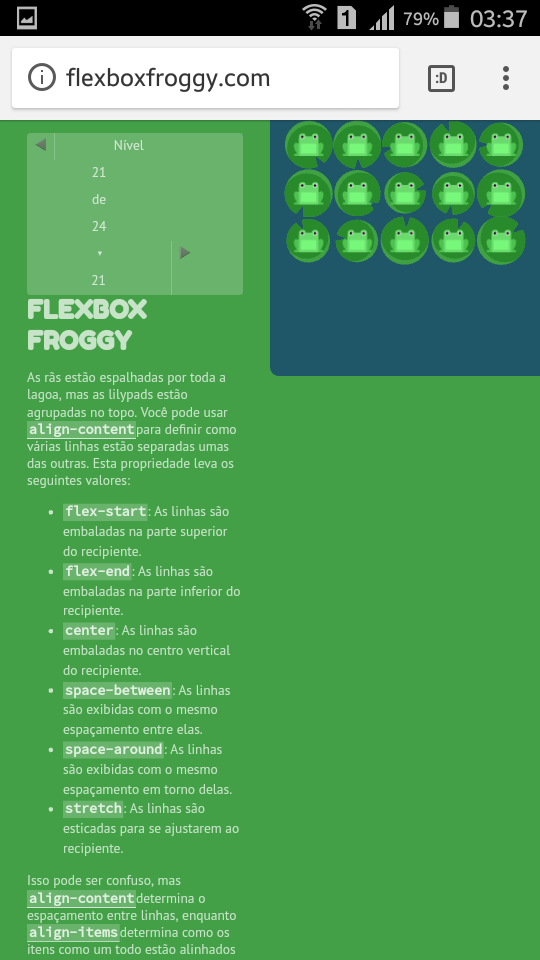 1
79%
03:37
flexboxfroggy.com
:D
Nível
21
de
24
21
FLEXBOX
FROGGY
As rãs estão espalhadas por toda a
lagoa, mas as lilypads estão
agrupadas no topo. Você pode usar
align-content para definir como
várias linhas estão separadas umas
das outras. Esta propriedade leva os
seguintes valores:
• flex-start: As linhas são
embaladas na parte superior
do recipiente.
• flex-end: As linhas são
embaladas na parte inferior do
recipiente.
• center: As linhas são
embaladas no centro vertical
do recipiente.
• space-between: As linhas
são exibidas com o mesmo
espaçamento entre elas.
• space-around: As linhas
são exibidas com o mesmo
espaçamento em torno delas.
• stretch: As linhas são
esticadas para se ajustarem ao
recipiente.
Isso pode ser confuso, mas
align-content determina o
espaçamento entre linhas, enquanto
align-items determina como os
itens como um todo estão alinhados